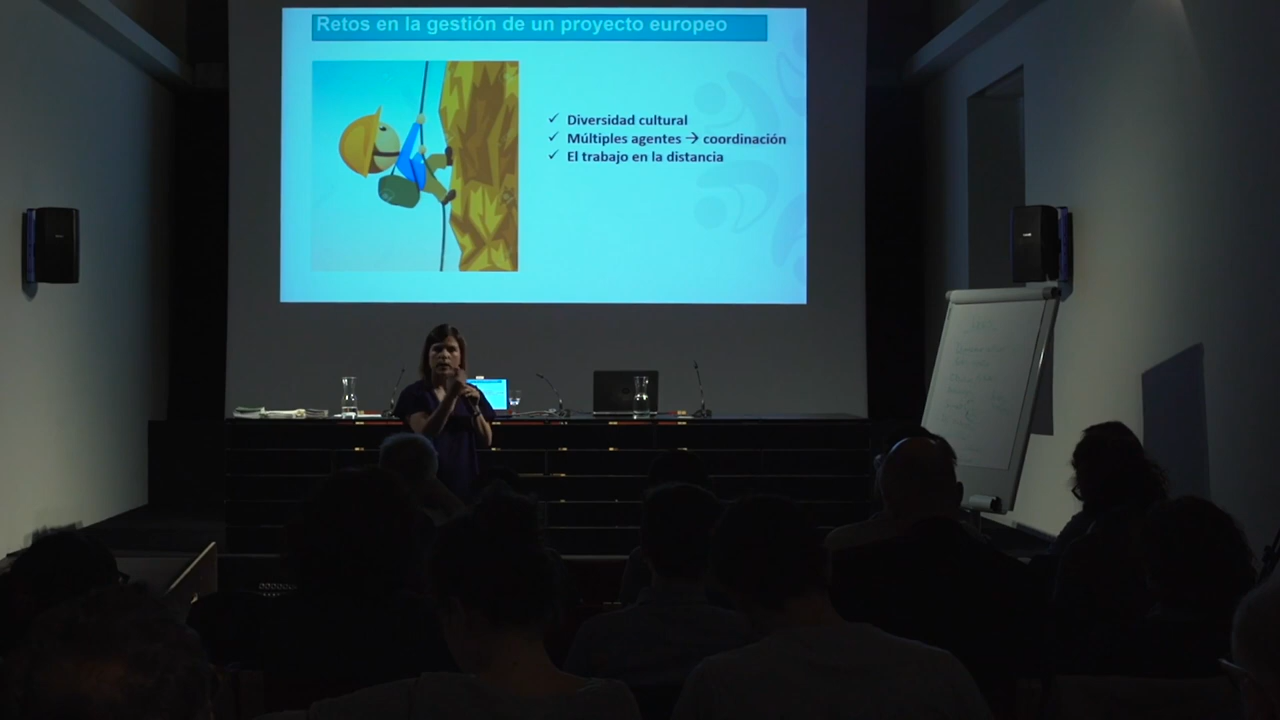 Retos en la gestión de un proyecto europeo
✓ Diversidad cultural
✓ Múltiples agentes → coordinación
✓ El trabajo en la distancia